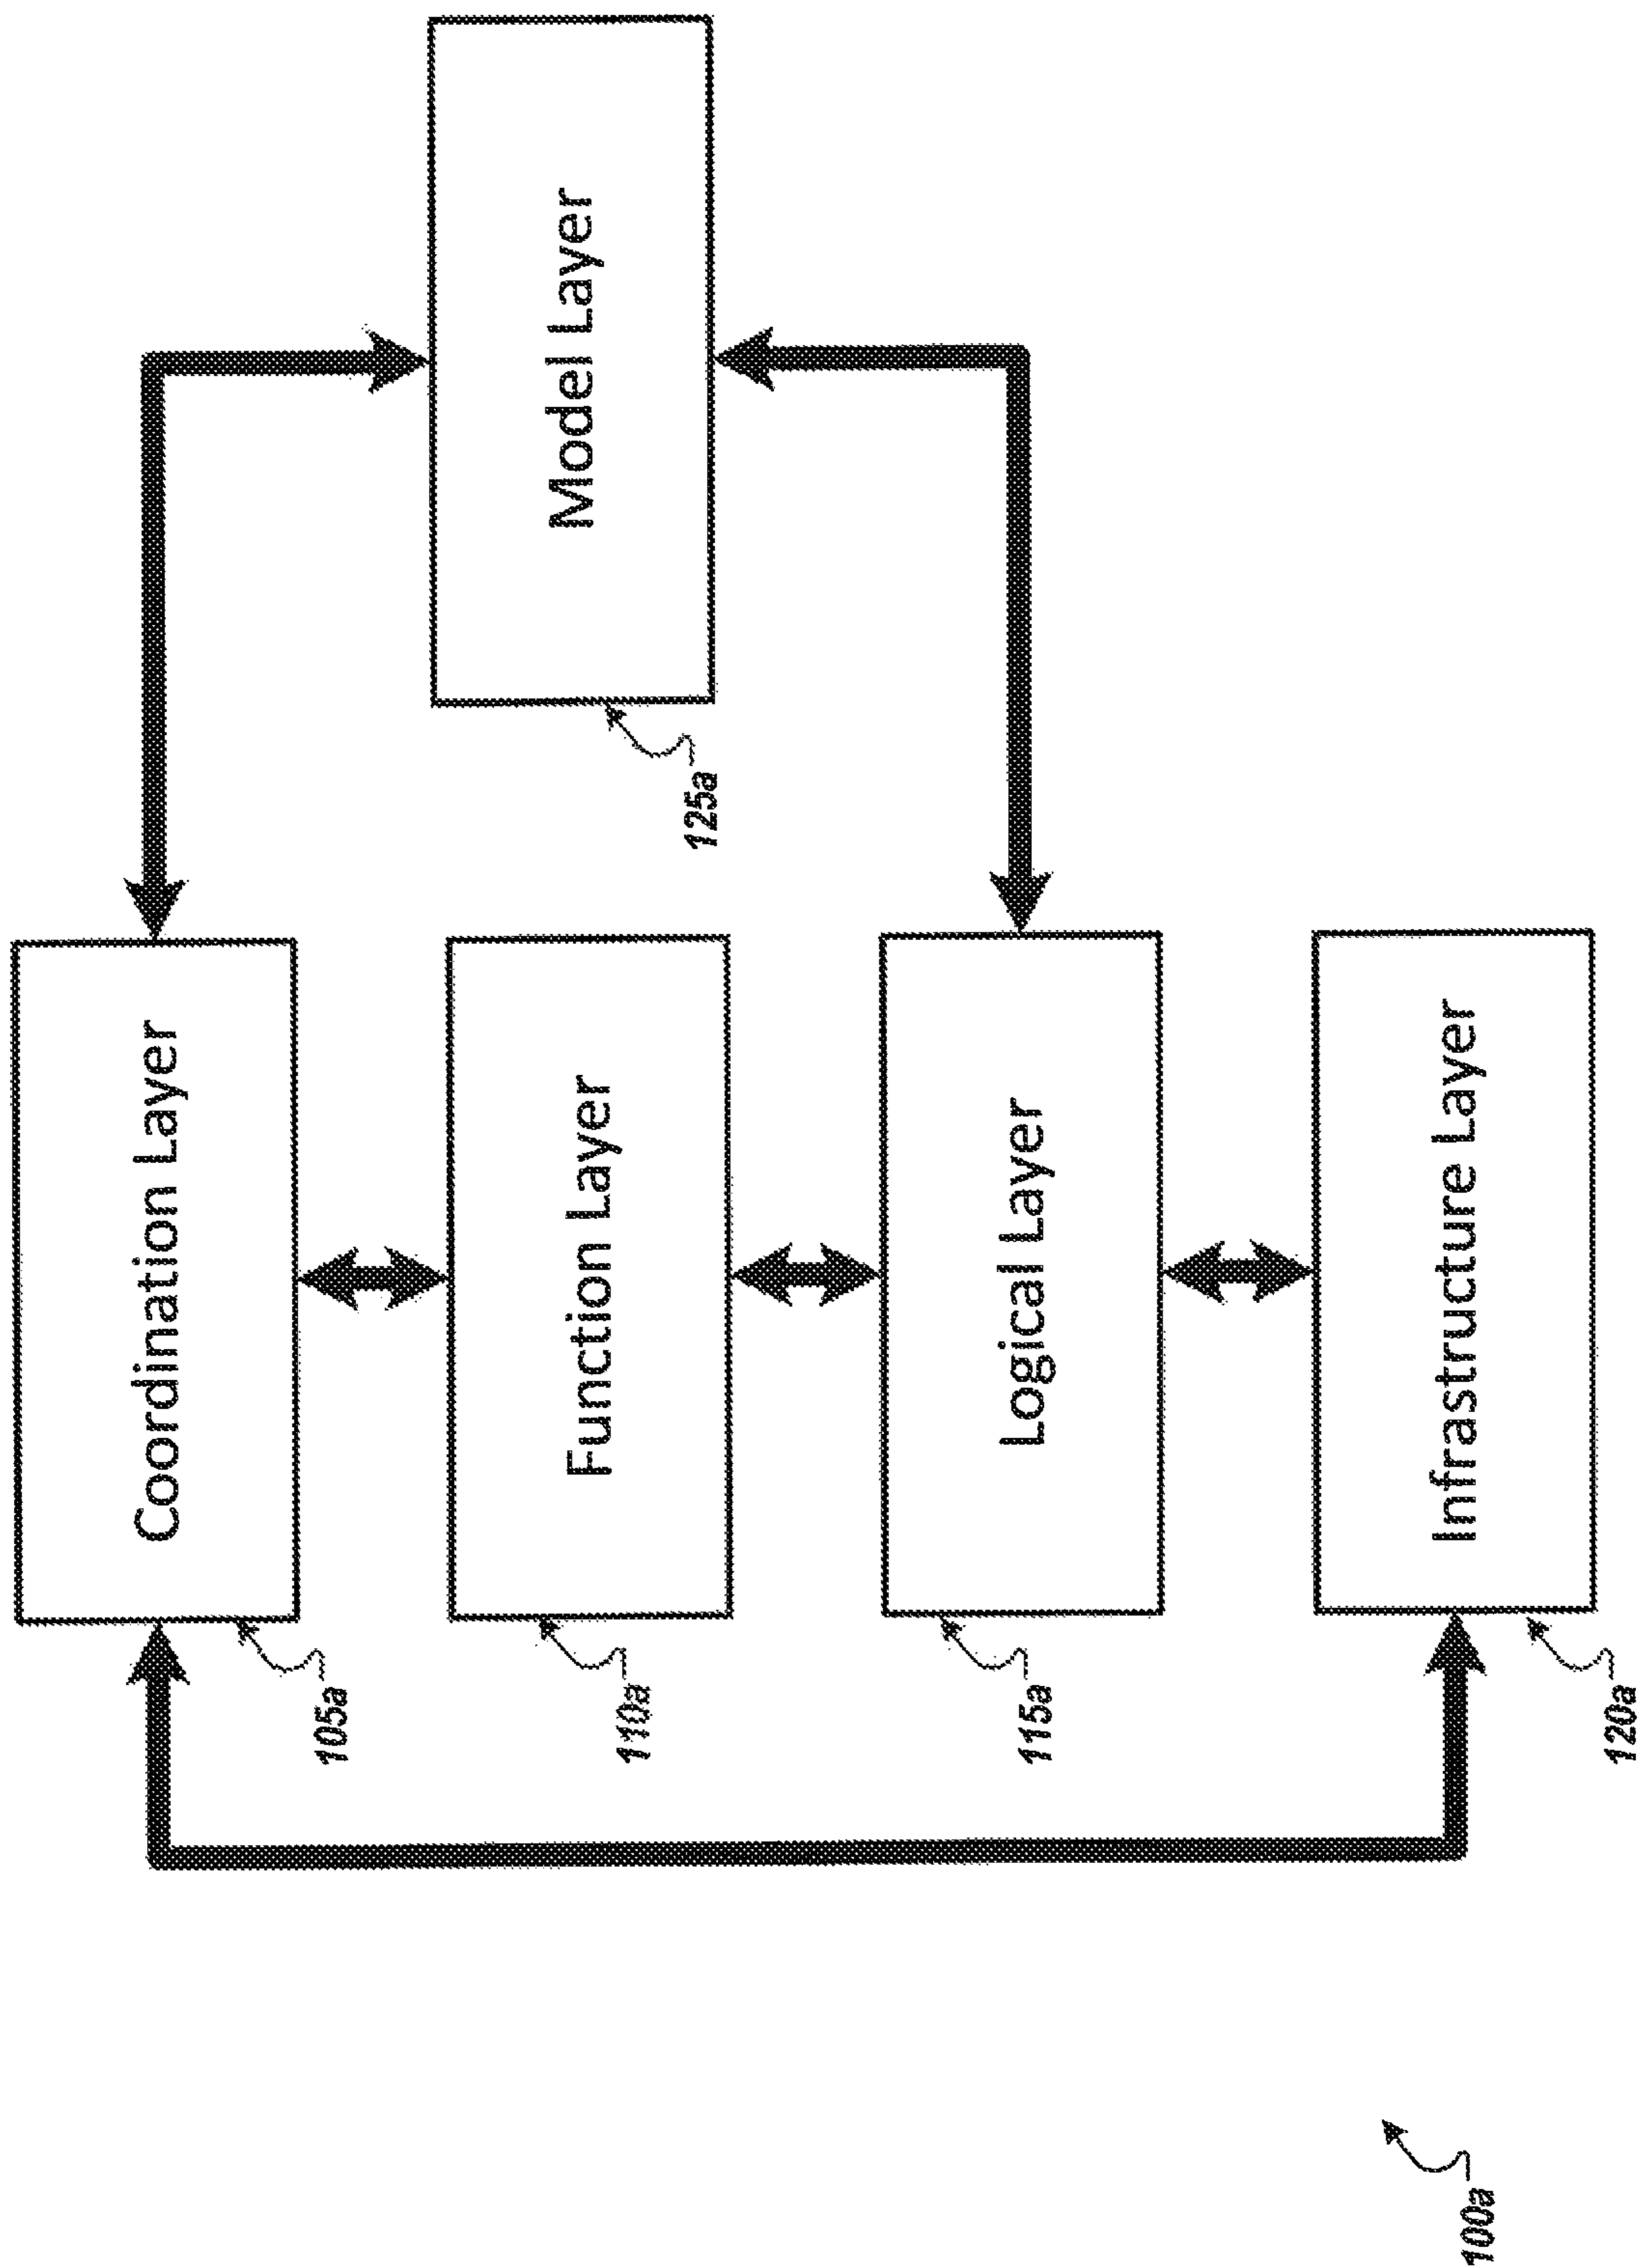 Coordination Layer
105a
Function Layer
110a
Logical Layer
115a
Infrastructure Layer
120a
Model Layer
125a
100a